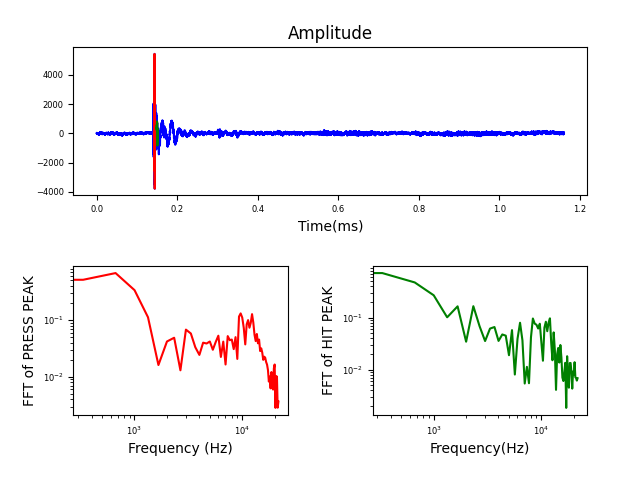 Amplitude
4000
2000
0
−2000
−4000
0.0 0.2 0.4 0.6 0.8 1.0 1.2
Time(ms)
FFT of PRESS PEAK
10⁻¹
10⁻²
10³ 10⁴
Frequency (Hz)
FFT of HIT PEAK
10⁻¹
10⁻²
10³ 10⁴
Frequency(Hz)